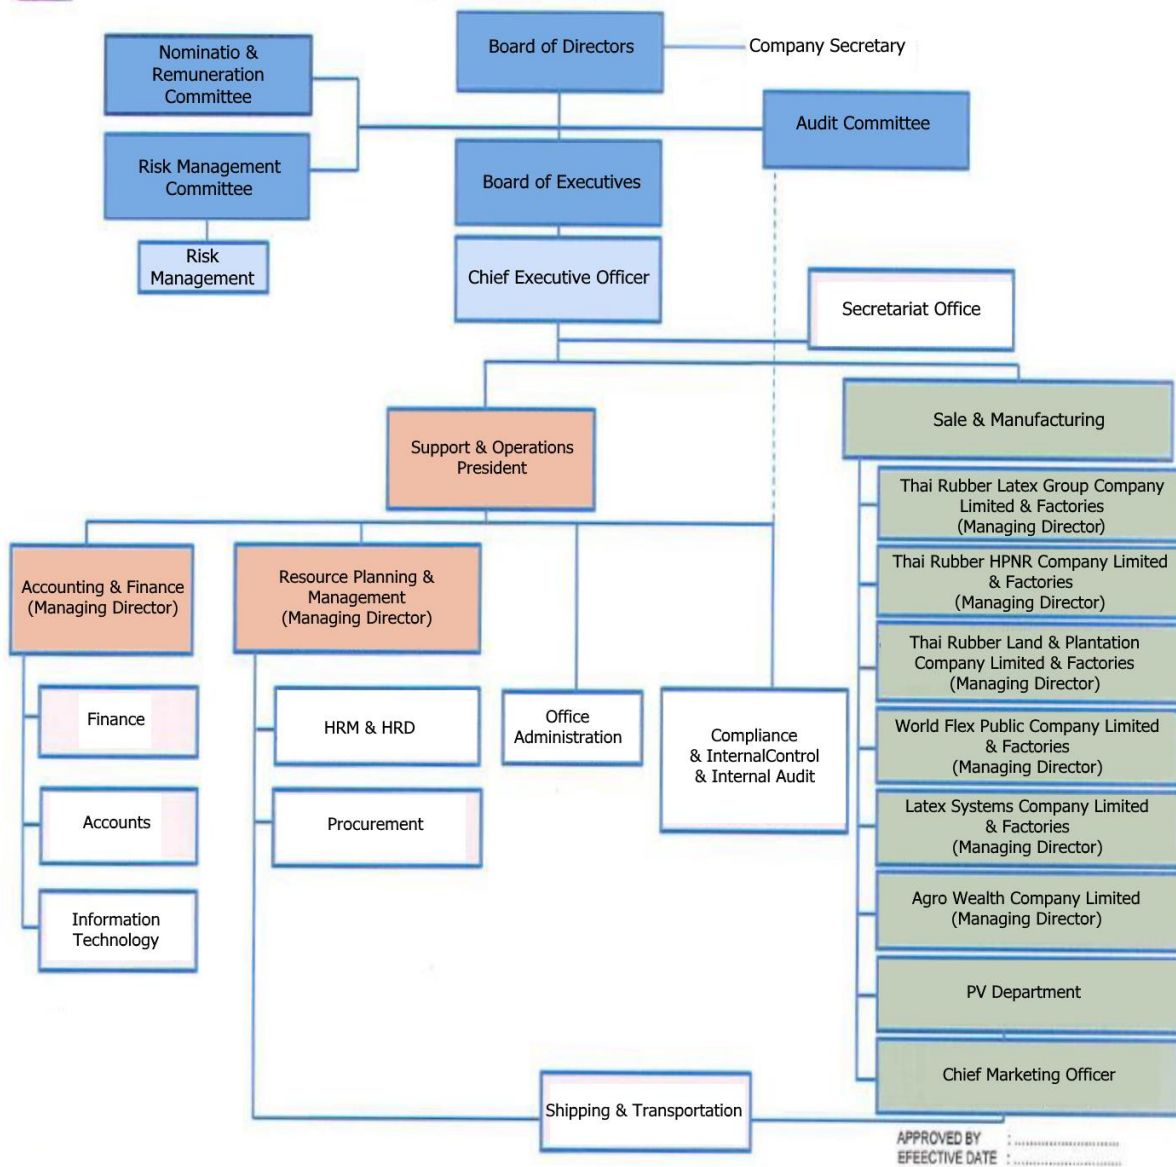 Board of Directors
Company Secretary
Nominatio &
Remuneration
Committee
Audit Committee
Risk Management
Committee
Board of Executives
Risk
Management
Chief Executive Officer
Secretariat Office
Sale & Manufacturing
Support & Operations
President
Thai Rubber Latex Group Company
Limited & Factories
(Managing Director)
Accounting & Finance
(Managing Director)
Resource Planning &
Management
(Managing Director)
Thai Rubber HPNR Company Limited
& Factories
(Managing Director)
Thai Rubber Land & Plantation
Company Limited & Factories
(Managing Director)
Finance
HRM & HRD
Office
Administration
Compliance
& InternalControl
& Internal Audit
World Flex Public Company Limited
& Factories
(Managing Director)
Accounts
Procurement
Latex Systems Company Limited
& Factories
(Managing Director)
Information
Technology
Agro Wealth Company Limited
(Managing Director)
PV Department
Chief Marketing Officer
Shipping & Transportation
APPROVED BY : ........................
EFEECTIVE DATE : ........................